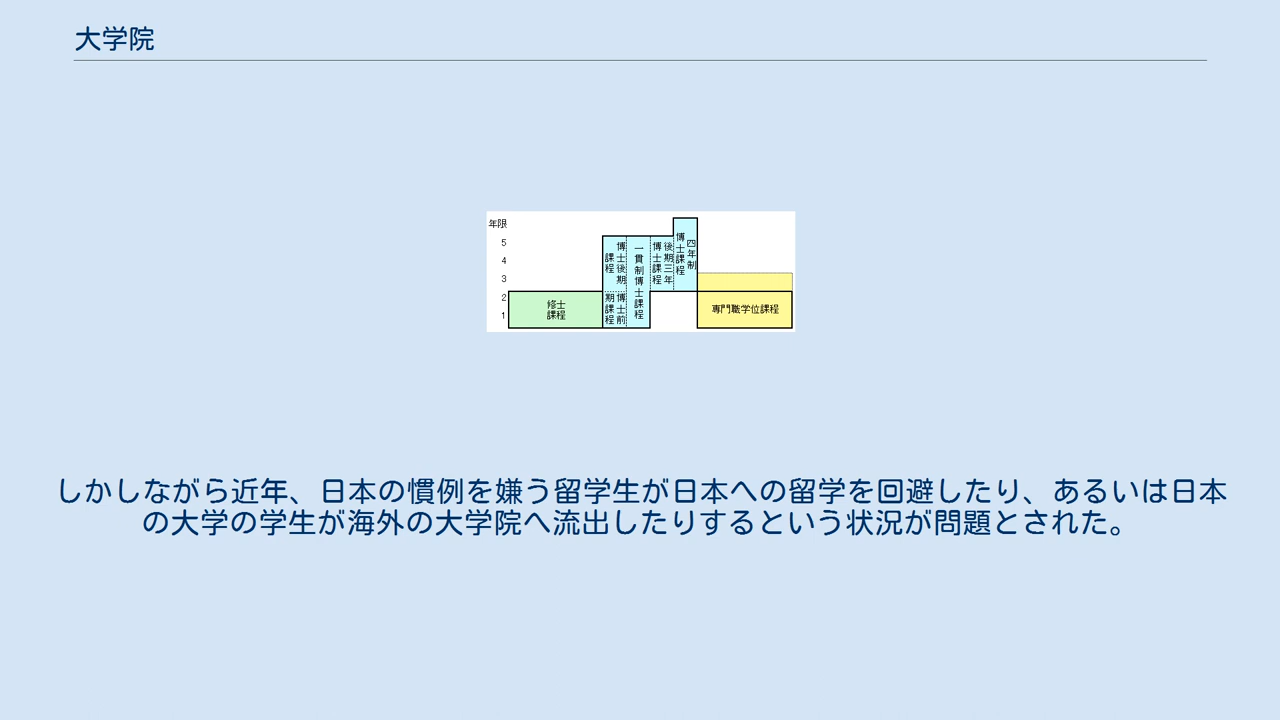 大学院
年限
5
4
3
2
1
修士
課程
博士後期
課程
博士前
期課程
一貫制博士課程
後期三年
博士課程
四年制
博士課程
専門職学位課程
しかしながら近年、日本の慣例を嫌う留学生が日本への留学を回避したり、あるいは日本
の大学の学生が海外の大学院へ流出したりするという状況が問題とされた。